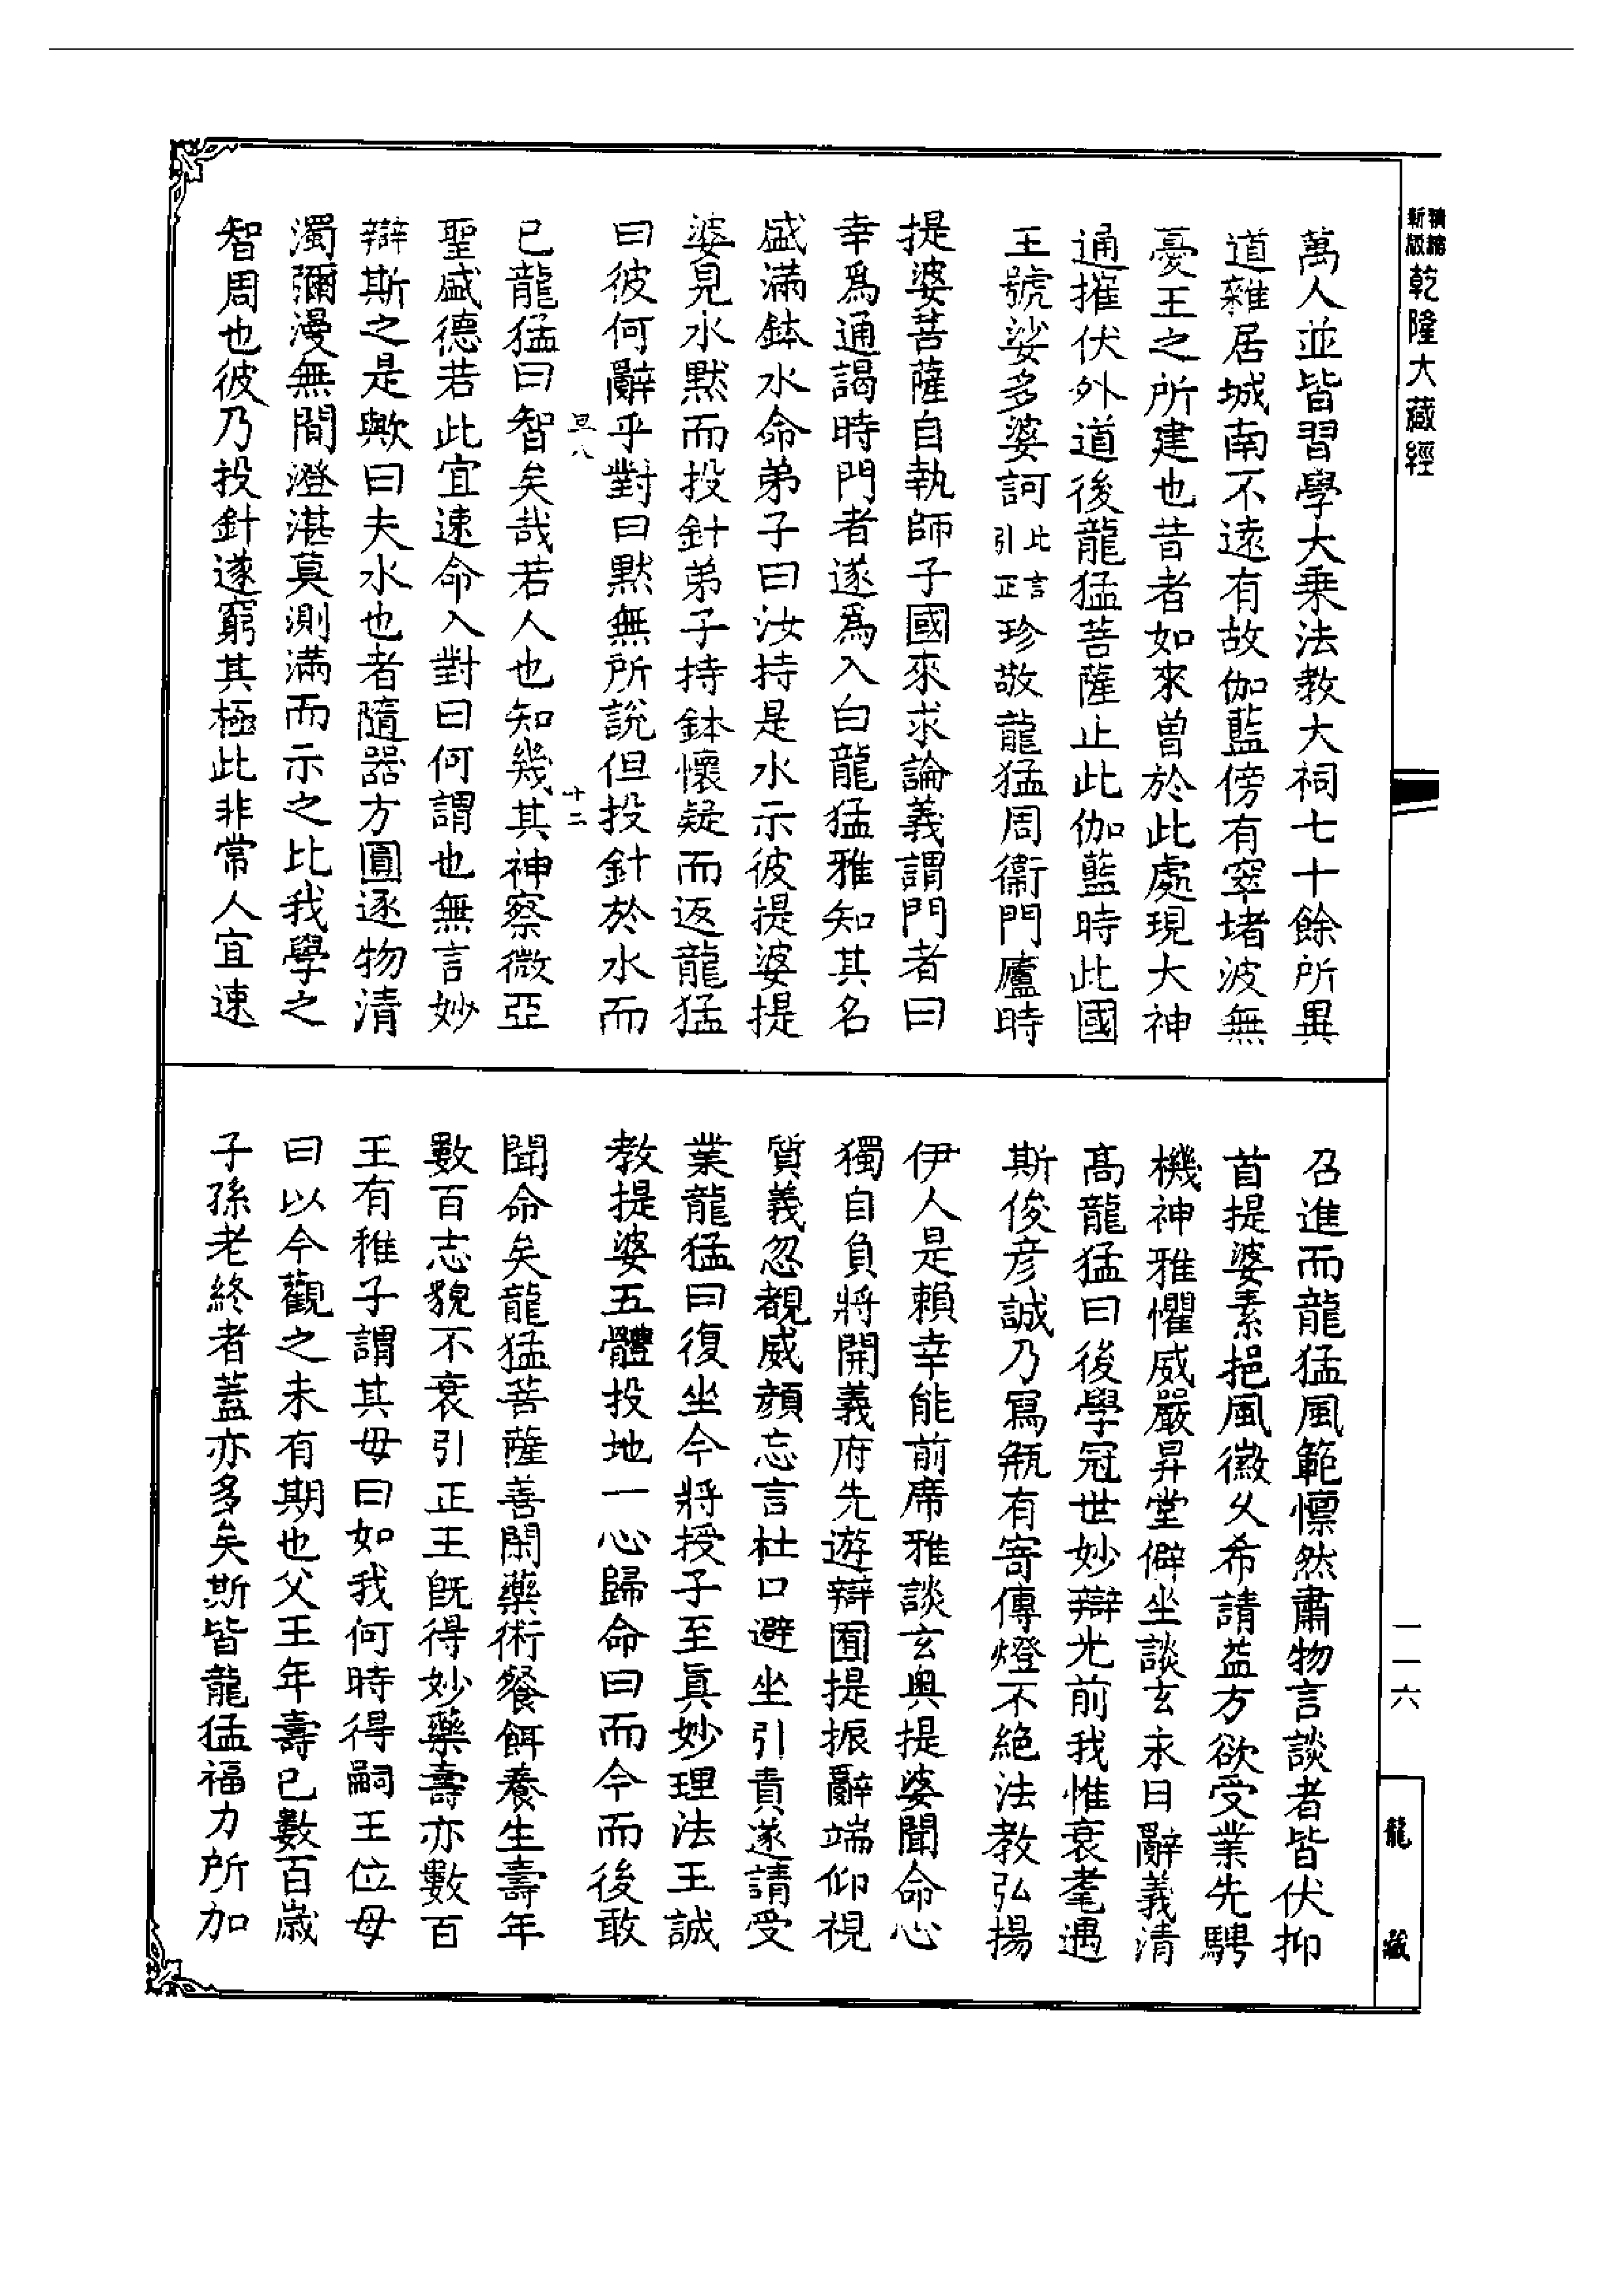 精縮
新版
乾隆大藏經
萬人並皆習學大乘法教大祠七十餘所異
道雜居城南不遠有故伽藍傍有窣堵波無
憂王之所建也昔者如來曾於此處現大神
通摧伏外道後龍猛菩薩止此伽藍時此國
王號娑多婆訶此言引正珍敬龍猛周衞門廬時
提婆菩薩自執師子國來求論義謂門者曰
幸爲通謁時門者遂爲入白龍猛雅知其名
盛滿鉢水命弟子曰汝持是水示彼提婆提
婆見水默而投針弟子持鉢懷疑而返龍猛
曰彼何辭乎對曰默無所說但投針於水而
十二
已龍猛曰智矣哉若人也知幾其神察微亞
聖盛德若此宜速命入對曰何謂也無言妙
辯斯之是歟曰夫水也者隨器方圓逐物清
濁彌漫無間澄湛莫測滿而示之比我學之
智周也彼乃投針遂窮其極此非常人宜速
召進而龍猛風範懍然肅物言談者皆伏抑
首提婆素挹風徽久希請益方欲受業先騁
機神雅懼威嚴昇堂僻坐談玄永日辭義清
高龍猛曰後學冠世妙辯光前我惟衰耄遇
斯俊彥誠乃寫瓶有寄傳燈不絕法教弘揚
伊人是賴幸能前席雅談玄奧提婆聞命心
獨自負將開義府先遊辯囿提振辭端仰視
質義忽覩威顏忘言杜口避坐引責遂請受
業龍猛曰復坐今將授子至真妙理法王誠
教提婆五體投地一心歸命曰而今而後敢
聞命矣龍猛菩薩善閑藥術餐餌養生壽年
數百志貌不衰引正王旣得妙藥壽亦數百
王有稚子謂其母曰如我何時得嗣王位母
曰以今觀之未有期也父王年壽已數百歲
子孫老終者蓋亦多矣斯皆龍猛福力所加
一一六
龍藏